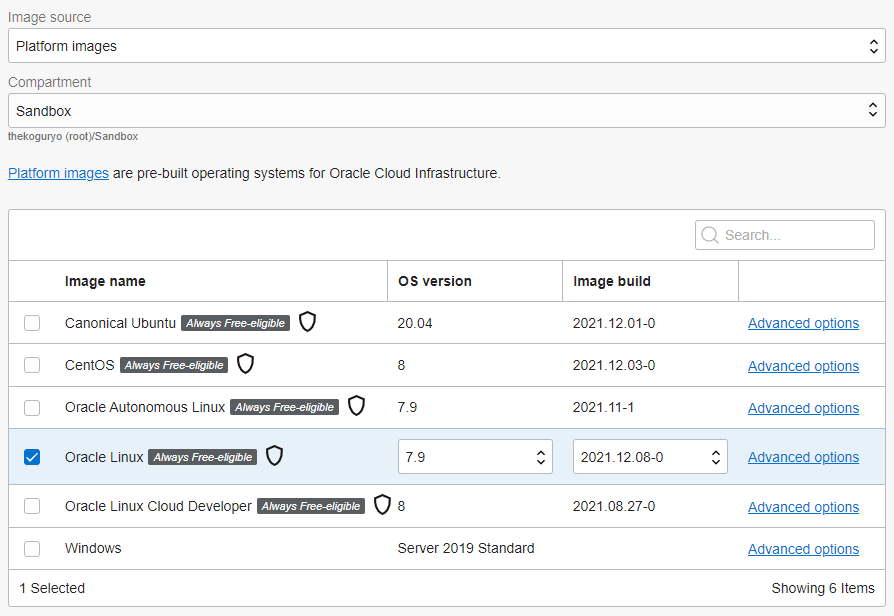 Image source
Platform images
Compartment
Sandbox
thekoguryo (root)/Sandbox
Platform images are pre-built operating systems for Oracle Cloud Infrastructure.
Search...
Image name OS version Image build
Canonical Ubuntu Always Free-eligible 20.04 2021.12.01-0 Advanced options
CentOS Always Free-eligible 8 2021.12.03-0 Advanced options
Oracle Autonomous Linux Always Free-eligible 7.9 2021.11-1 Advanced options
Oracle Linux Always Free-eligible 7.9 2021.12.08-0 Advanced options
Oracle Linux Cloud Developer Always Free-eligible 8 2021.08.27-0 Advanced options
Windows Server 2019 Standard Advanced options
1 Selected Showing 6 Items